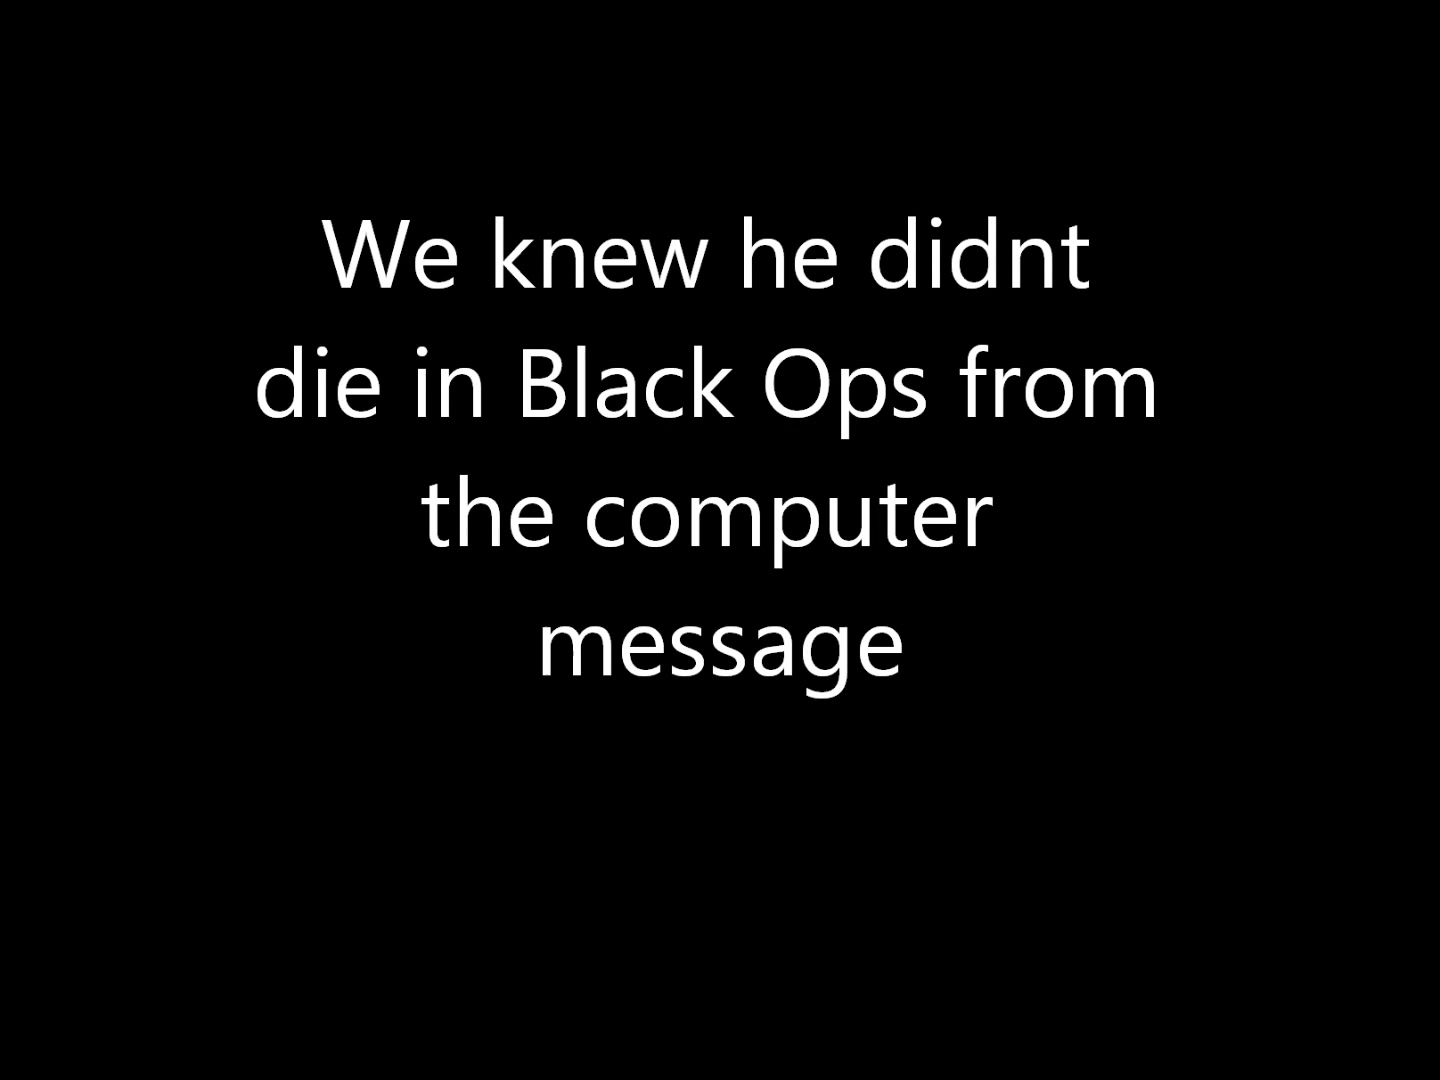 We knew he didnt
die in Black Ops from
the computer
message